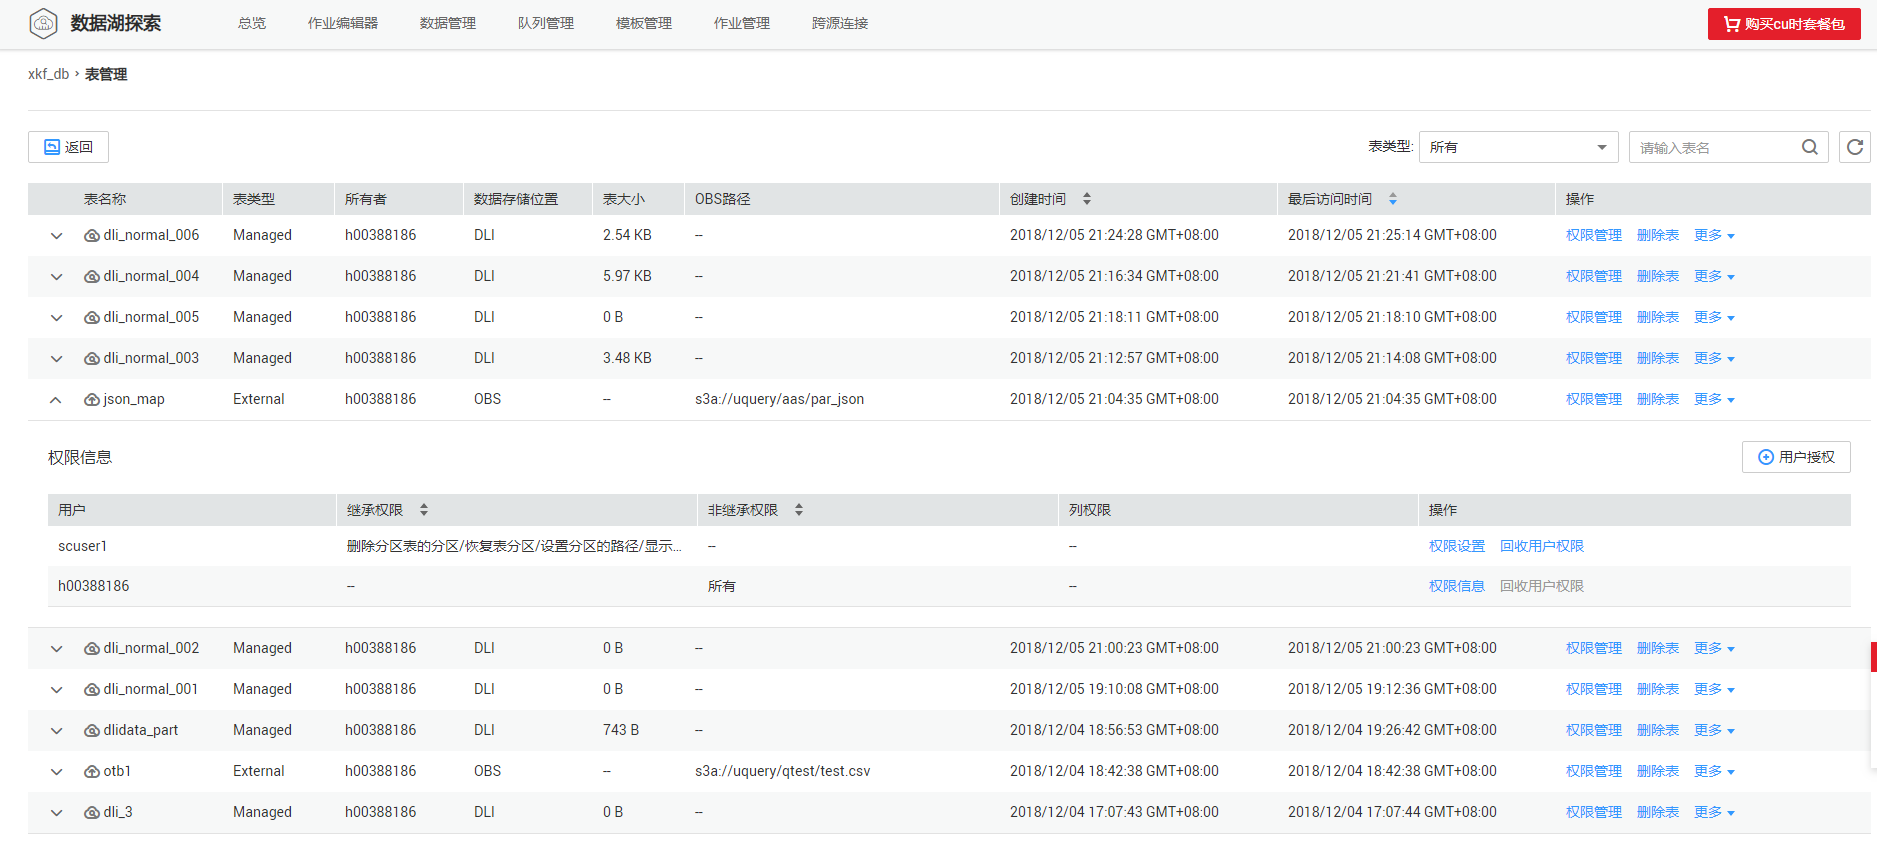 数据湖探索 总览 作业编辑器 数据管理 队列管理 模板管理 作业管理 跨源连接 购买cu时套餐包
xkf_db › 表管理
返回 表类型: 所有 请输入表名
表名称 表类型 所有者 数据存储位置 表大小 OBS路径 创建时间 最后访问时间 操作
dli_normal_006 Managed h00388186 DLI 2.54 KB -- 2018/12/05 21:24:28 GMT+08:00 2018/12/05 21:25:14 GMT+08:00 权限管理 删除表 更多
dli_normal_004 Managed h00388186 DLI 5.97 KB -- 2018/12/05 21:16:34 GMT+08:00 2018/12/05 21:21:41 GMT+08:00 权限管理 删除表 更多
dli_normal_005 Managed h00388186 DLI 0 B -- 2018/12/05 21:18:11 GMT+08:00 2018/12/05 21:18:10 GMT+08:00 权限管理 删除表 更多
dli_normal_003 Managed h00388186 DLI 3.48 KB -- 2018/12/05 21:12:57 GMT+08:00 2018/12/05 21:14:08 GMT+08:00 权限管理 删除表 更多
json_map External h00388186 OBS -- s3a://uquery/aas/par_json 2018/12/05 21:04:35 GMT+08:00 2018/12/05 21:04:35 GMT+08:00 权限管理 删除表 更多
权限信息 用户授权
用户 继承权限 非继承权限 列权限 操作
scuser1 删除分区表的分区/恢复表分区/设置分区的路径/显示... -- -- 权限设置 回收用户权限
h00388186 -- 所有 -- 权限信息 回收用户权限
dli_normal_002 Managed h00388186 DLI 0 B -- 2018/12/05 21:00:23 GMT+08:00 2018/12/05 21:00:23 GMT+08:00 权限管理 删除表 更多
dli_normal_001 Managed h00388186 DLI 0 B -- 2018/12/05 19:10:08 GMT+08:00 2018/12/05 19:12:36 GMT+08:00 权限管理 删除表 更多
dlidata_part Managed h00388186 DLI 743 B -- 2018/12/04 18:56:53 GMT+08:00 2018/12/04 19:26:42 GMT+08:00 权限管理 删除表 更多
otb1 External h00388186 OBS -- s3a://uquery/qtest/test.csv 2018/12/04 18:42:38 GMT+08:00 2018/12/04 18:42:38 GMT+08:00 权限管理 删除表 更多
dli_3 Managed h00388186 DLI 0 B -- 2018/12/04 17:07:43 GMT+08:00 2018/12/04 17:07:44 GMT+08:00 权限管理 删除表 更多